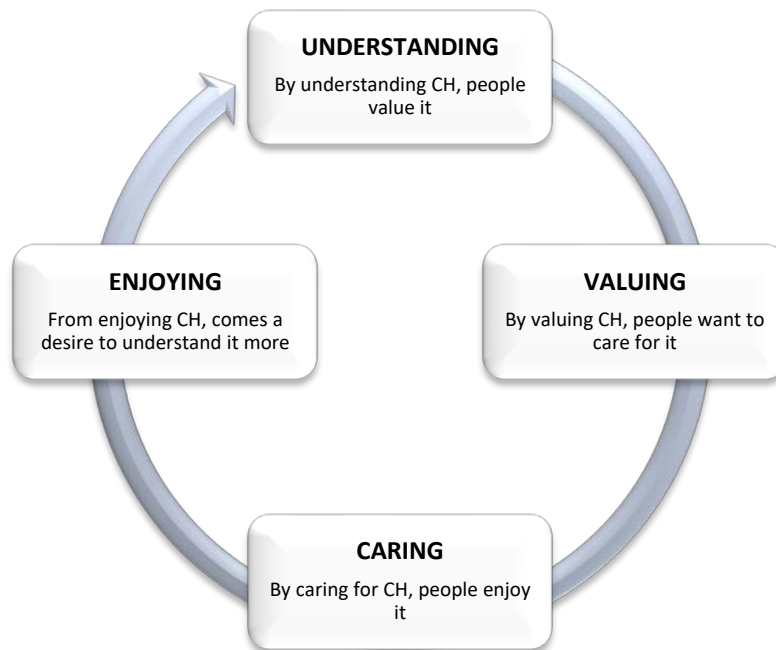 UNDERSTANDING
By understanding CH, people
value it
VALUING
By valuing CH, people want to
care for it
CARING
By caring for CH, people enjoy
it
ENJOYING
From enjoying CH, comes a
desire to understand it more